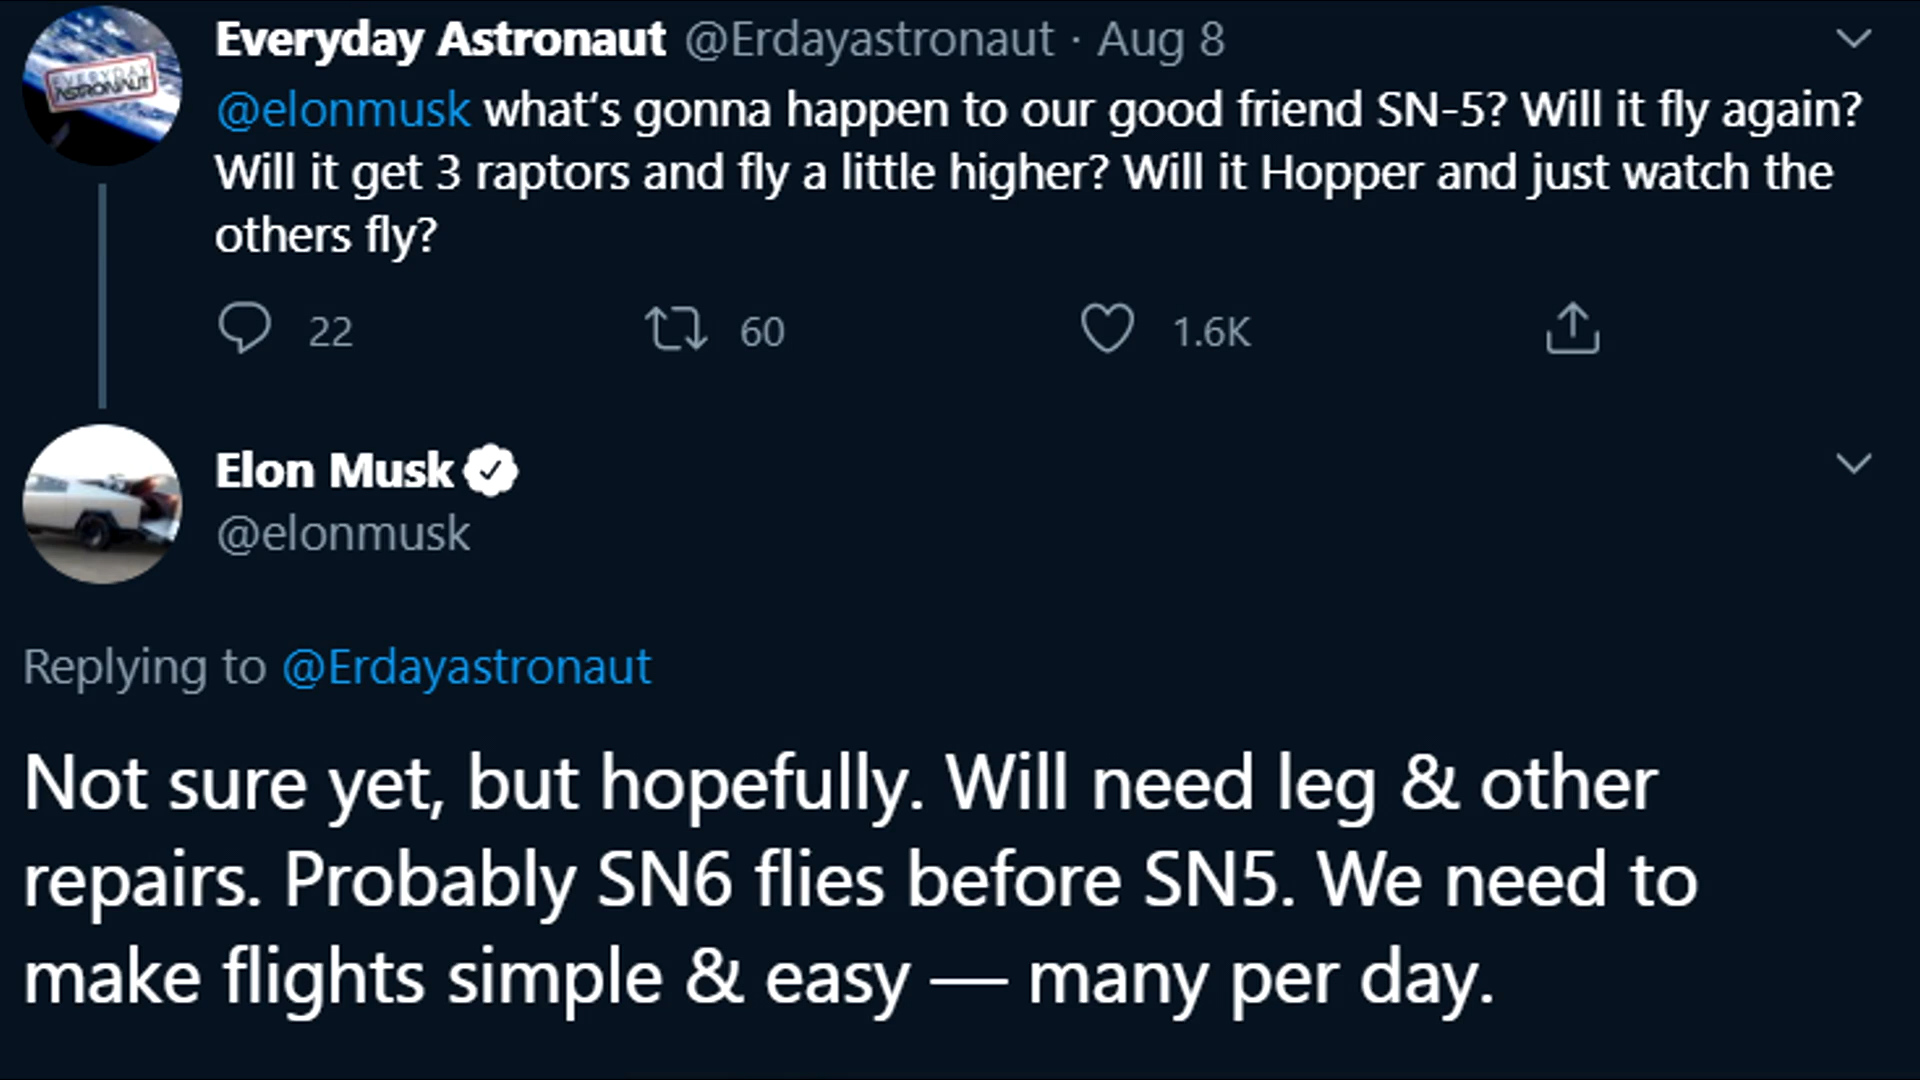 Everyday Astronaut @Erdayastronaut · Aug 8
EVERYDAY
ASTRONAUT
@elonmusk what‘s gonna happen to our good friend SN-5? Will it fly again?
Will it get 3 raptors and fly a little higher? Will it Hopper and just watch the
others fly?
22 60 1.6K
Elon Musk
@elonmusk
Replying to @Erdayastronaut
Not sure yet, but hopefully. Will need leg & other
repairs. Probably SN6 flies before SN5. We need to
make flights simple & easy — many per day.